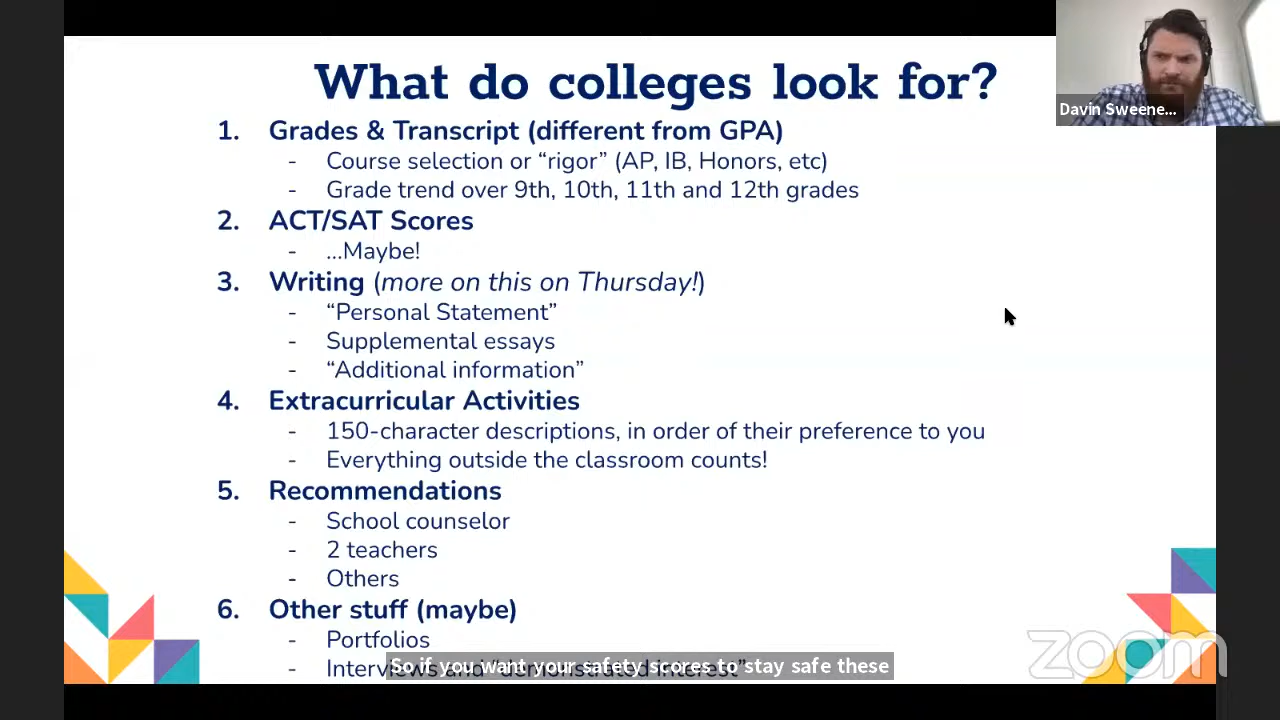 What do colleges look for?
Davin Sweene...
1. Grades & Transcript (different from GPA)
- Course selection or “rigor” (AP, IB, Honors, etc)
- Grade trend over 9th, 10th, 11th and 12th grades
2. ACT/SAT Scores
- ...Maybe!
3. Writing (more on this on Thursday!)
- “Personal Statement”
- Supplemental essays
- “Additional information”
4. Extracurricular Activities
- 150-character descriptions, in order of their preference to you
- Everything outside the classroom counts!
5. Recommendations
- School counselor
- 2 teachers
- Others
6. Other stuff (maybe)
- Portfolios
- Interviews and “demonstrated interest”
So if you want your safety scores to stay safe these
zoom